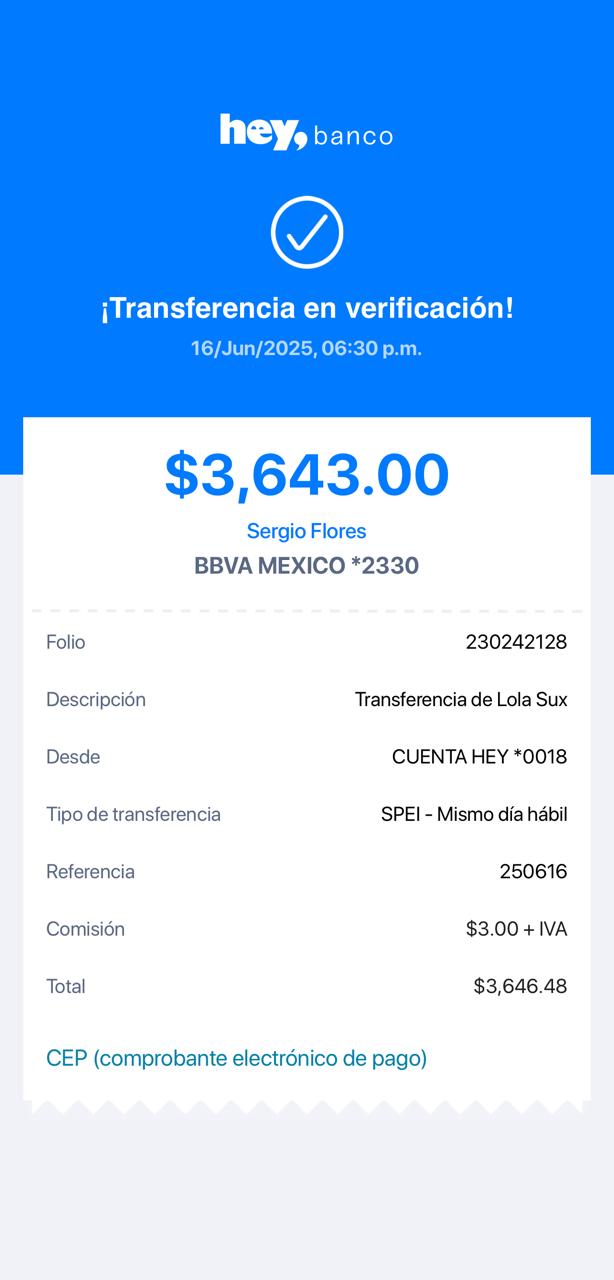 hey, banco
¡Transferencia en verificación!
16/Jun/2025, 06:30 p.m.
$3,643.00
Sergio Flores
BBVA MEXICO *2330
Folio 230242128
Descripción Transferencia de Lola Sux
Desde CUENTA HEY *0018
Tipo de transferencia SPEI - Mismo día hábil
Referencia 250616
Comisión $3.00 + IVA
Total $3,646.48
CEP (comprobante electrónico de pago)